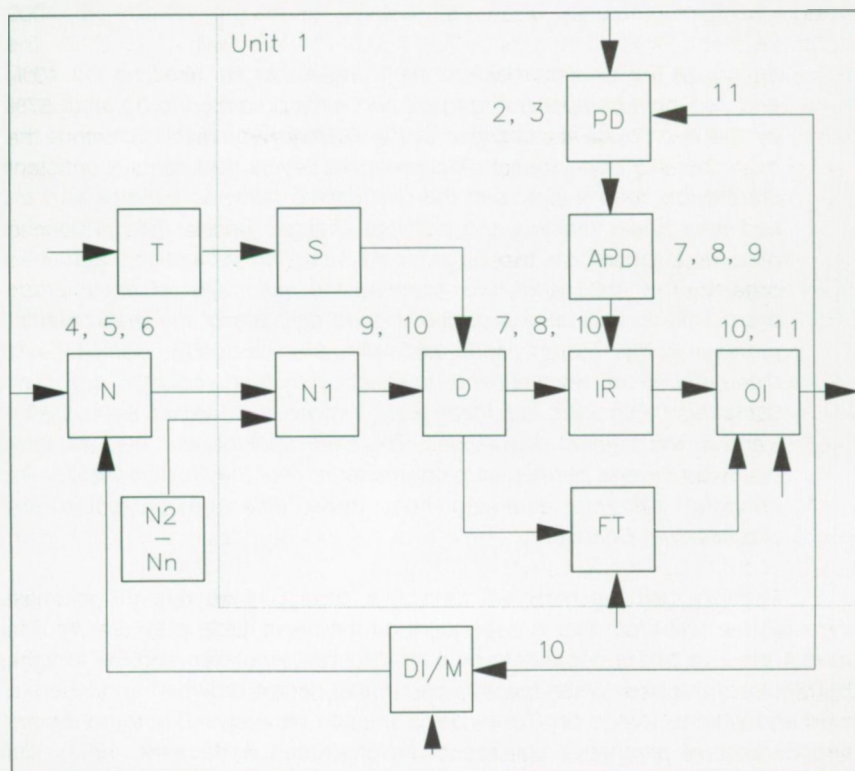 Unit 1
2, 3
PD
11
T
S
APD
7, 8, 9
4, 5, 6
9, 10
7, 8, 10
10, 11
N
N1
D
IR
OI
N2
–
Nn
FT
DI/M
10